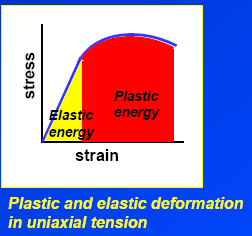 stress
Plastic
energy
Elastic
energy
strain
Plastic and elastic deformation
in uniaxial tension